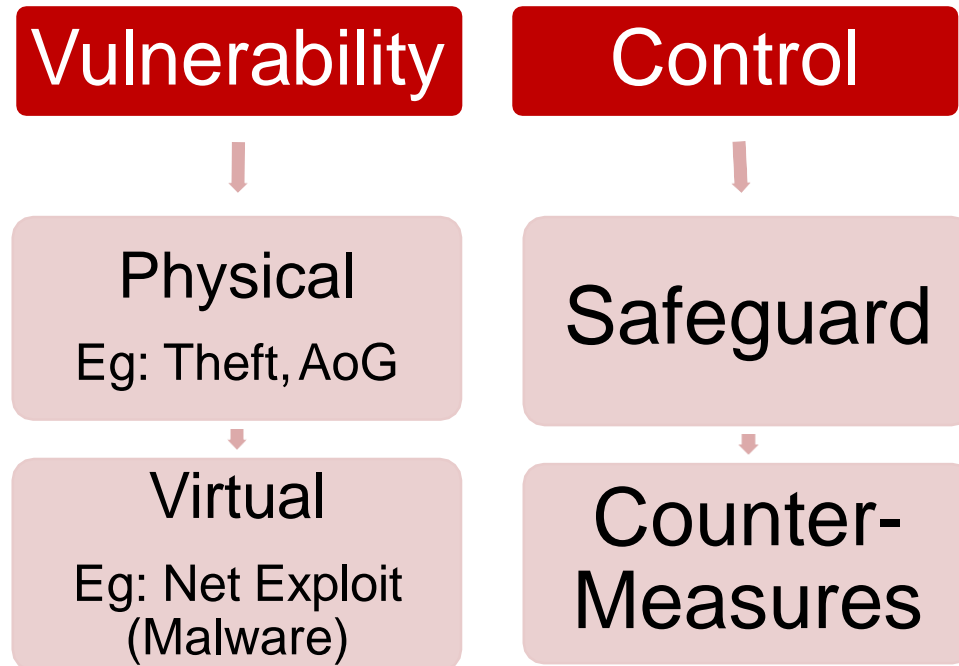 Vulnerability
Physical
Eg: Theft, AoG
Virtual
Eg: Net Exploit
(Malware)
Control
Safeguard
Counter-
Measures